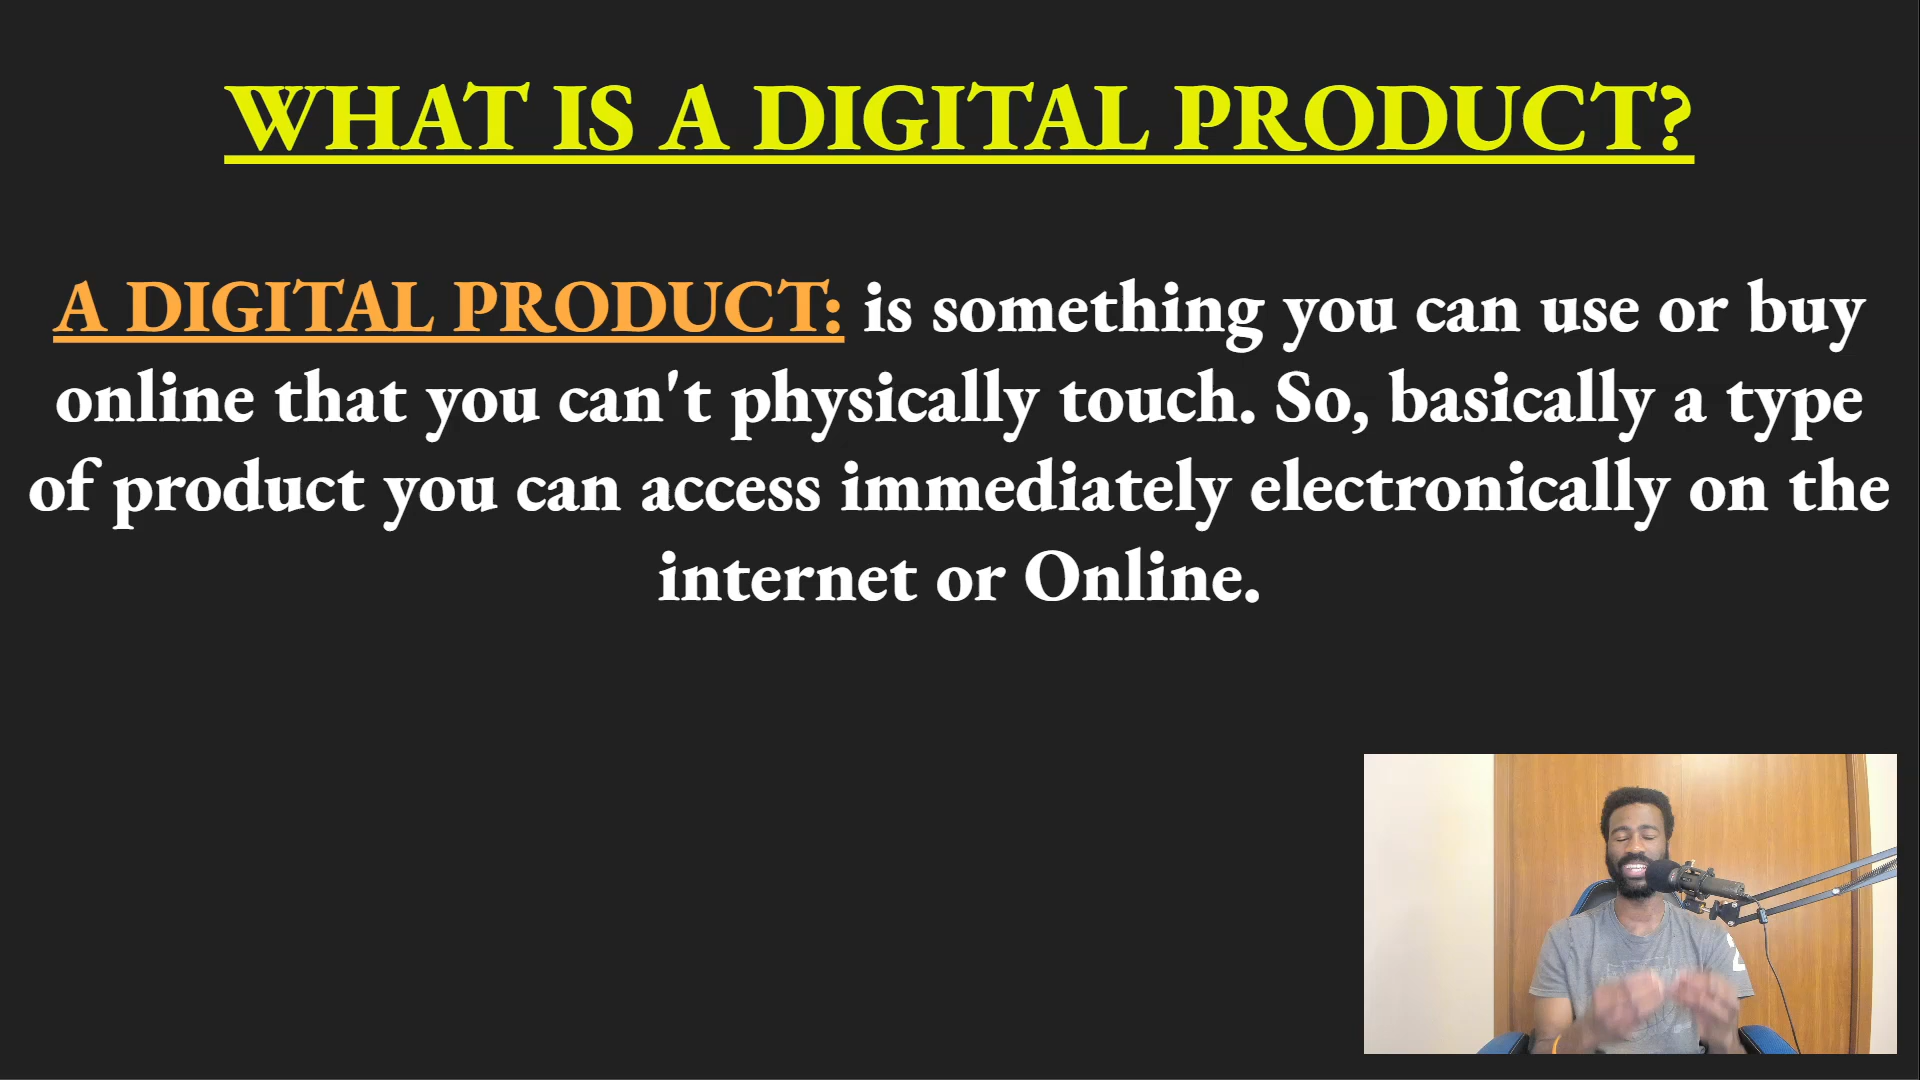 WHAT IS A DIGITAL PRODUCT?
A DIGITAL PRODUCT: is something you can use or buy
online that you can't physically touch. So, basically a type
of product you can access immediately electronically on the
internet or Online.